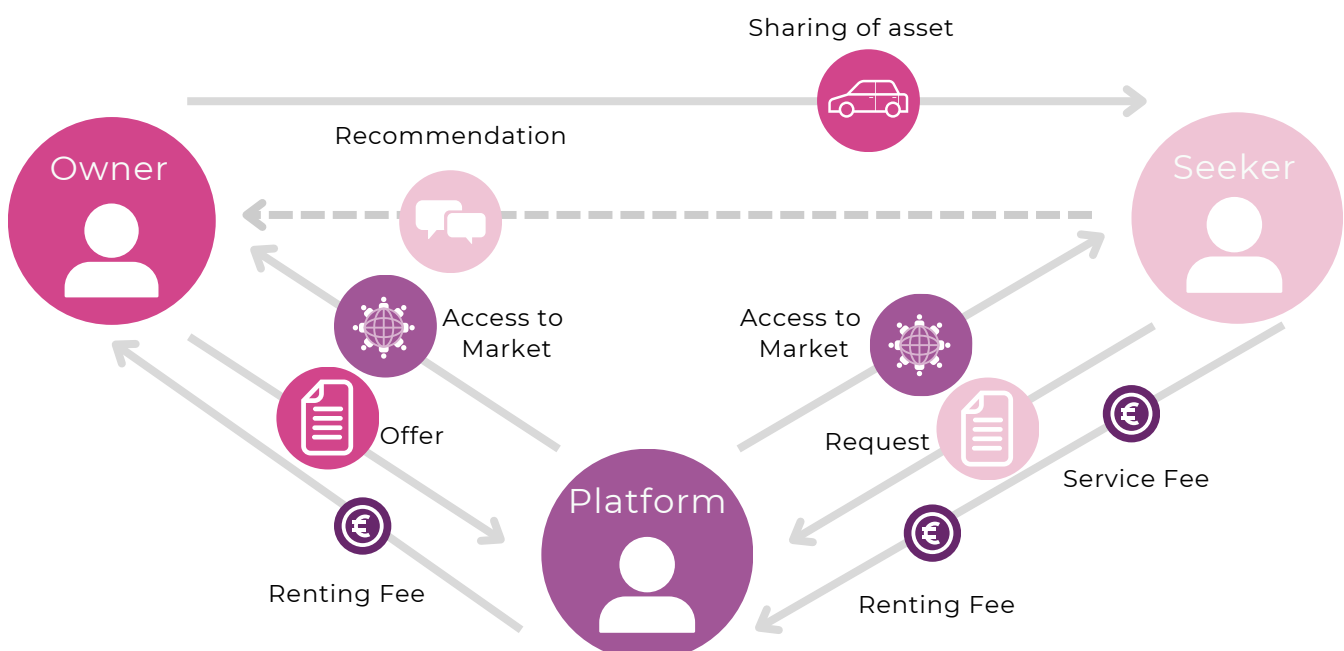 Sharing of asset
Recommendation
Owner
Seeker
Access to
Market
Access to
Market
Offer
Request
Service Fee
Platform
Renting Fee
Renting Fee
€
€
€